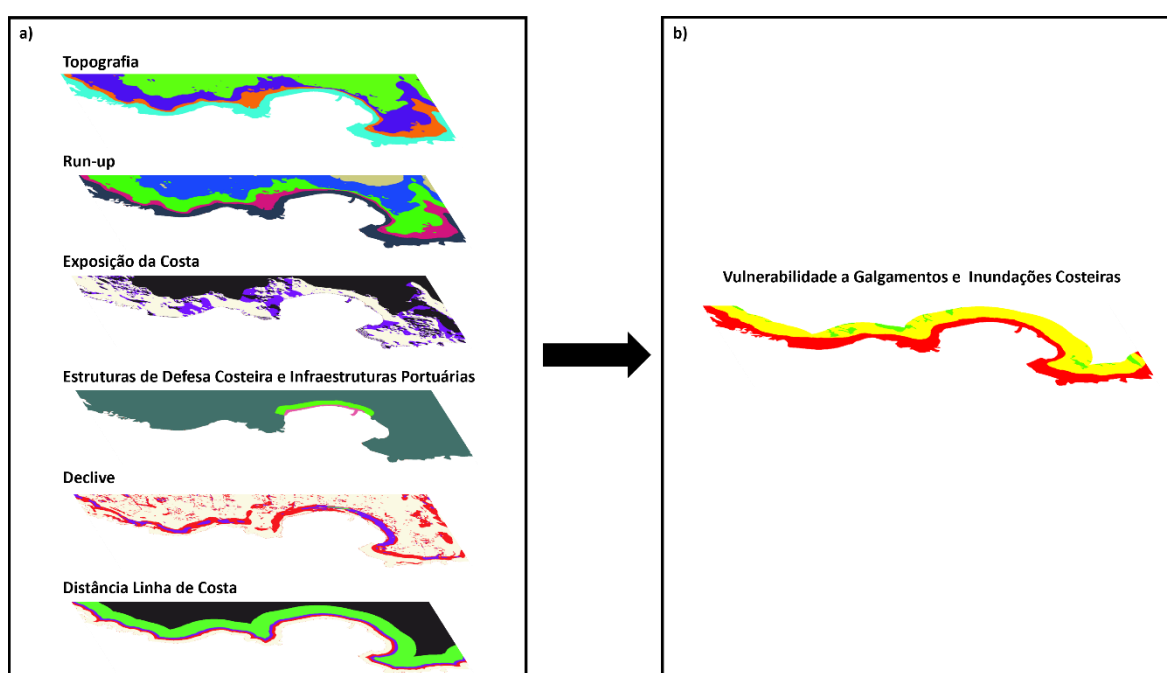 a)
Topografia
Run-up
Exposição da Costa
Estruturas de Defesa Costeira e Infraestruturas Portuárias
Declive
Distância Linha de Costa
b)
Vulnerabilidade a Galgamentos e Inundações Costeiras